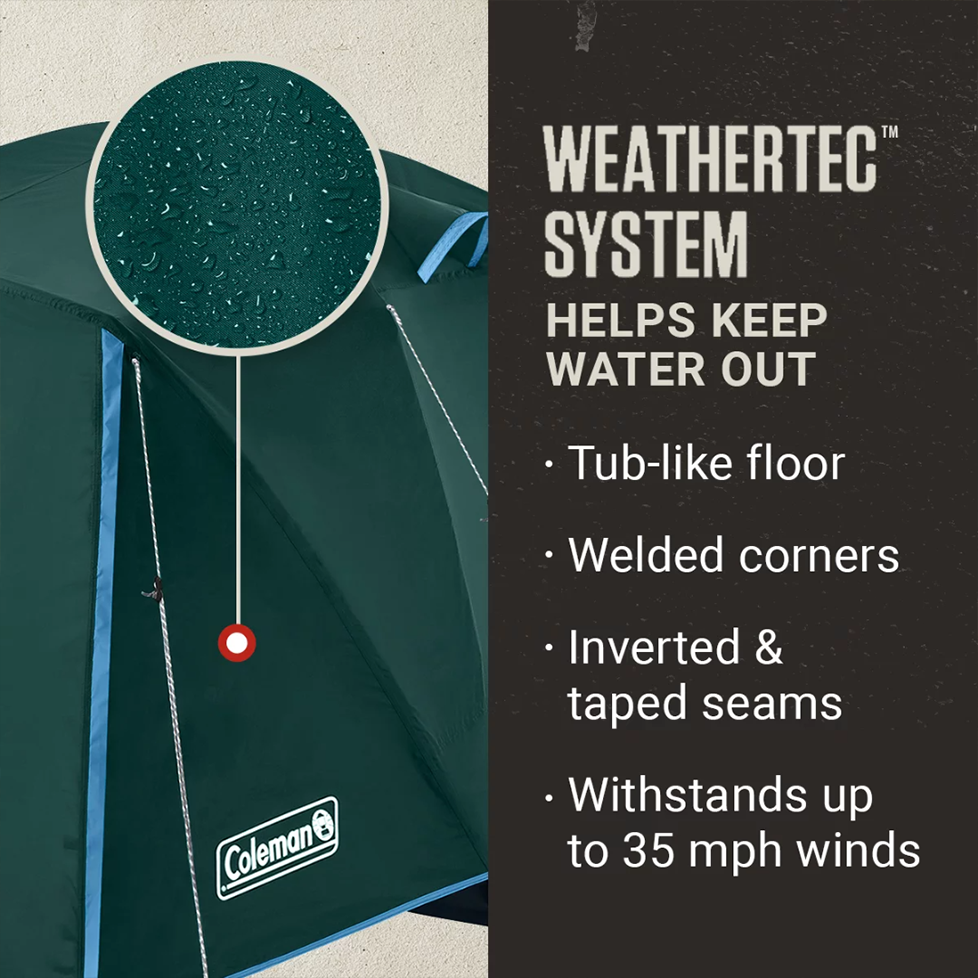 WEATHERTEC™
SYSTEM
HELPS KEEP
WATER OUT
· Tub-like floor
· Welded corners
· Inverted &
taped seams
· Withstands up
to 35 mph winds
Coleman